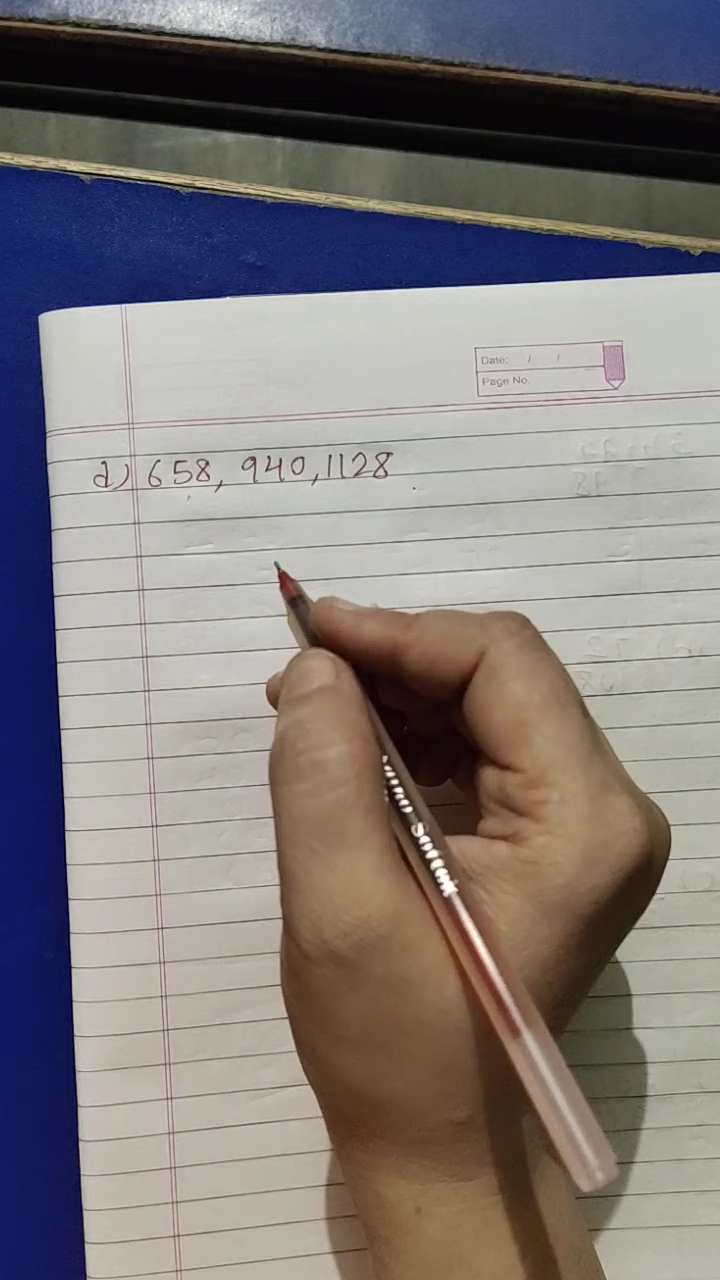 Date: / /
Page No.
d) 658, 940, 1128